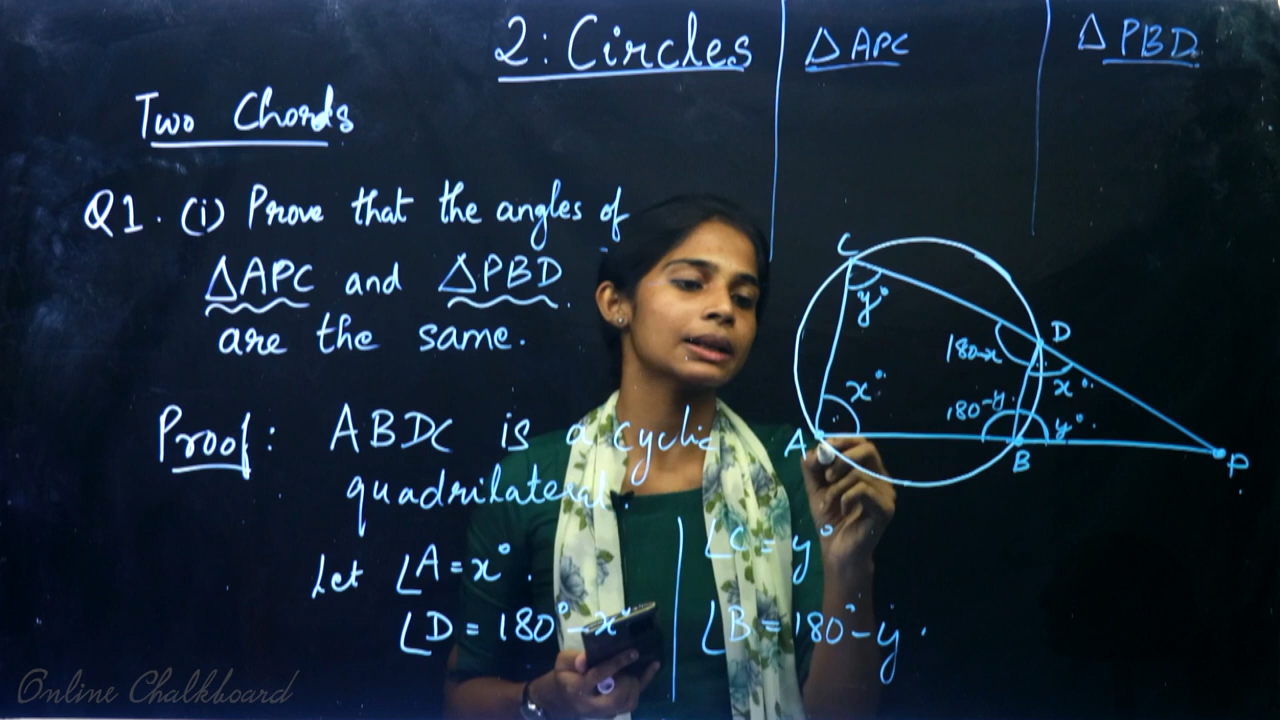 2: Circles
Two Chords
Q1. (i) Prove that the angles of
△APC and △PBD
are the same.
Proof: ABDC is a cyclic
quadrilateral.
Let ∠A = x°.
∠D = 180° - x°
∠C = y°
∠B = 180° - y.
△APC
△PBD
C
y°
D
180-x
x°
x°
180-y.
y°.
A
B
P
Online Chalkboard